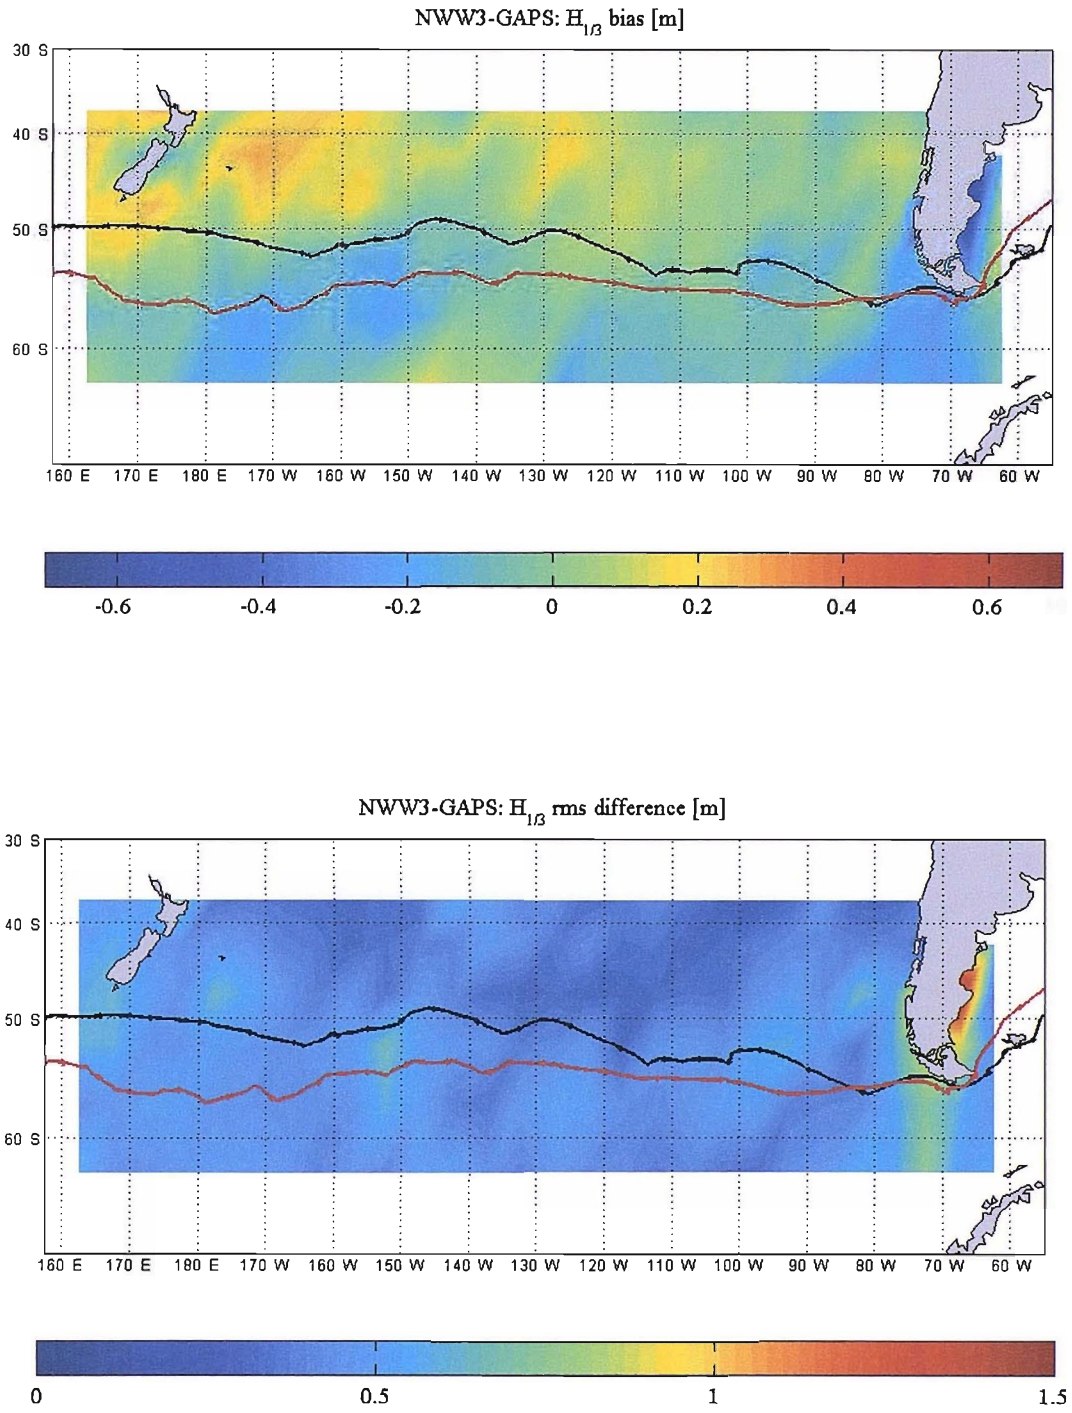 NWW3-GAPS: H1/3 bias [m]
30 S
40 S
50 S
60 S
160 E 170 E 180 E 170 W 160 W 150 W 140 W 130 W 120 W 110 W 100 W 90 W 80 W 70 W 60 W
-0.6 -0.4 -0.2 0 0.2 0.4 0.6
NWW3-GAPS: H1/3 rms difference [m]
30 S
40 S
50 S
60 S
160 E 170 E 180 E 170 W 160 W 150 W 140 W 130 W 120 W 110 W 100 W 90 W 80 W 70 W 60 W
0 0.5 1 1.5